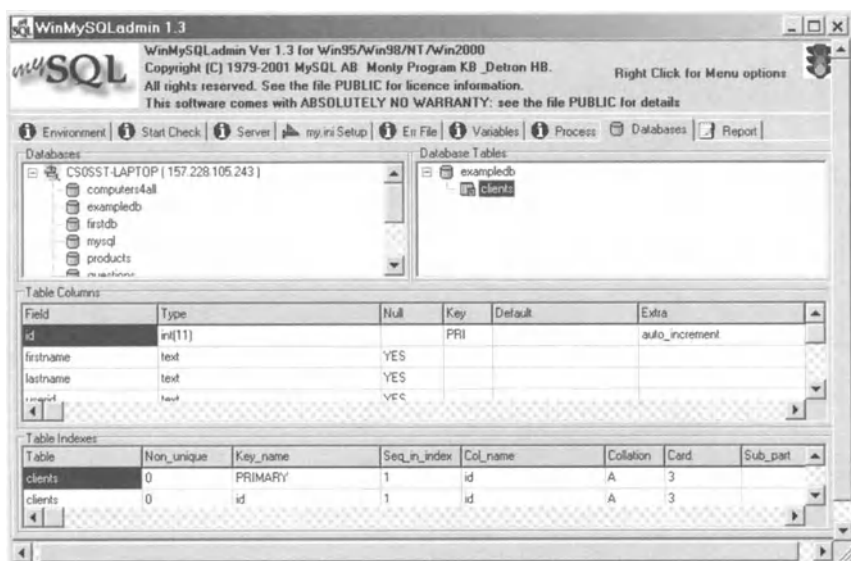 WinMySQLadmin 1.3
mySQL
WinMySQLadmin Ver 1.3 for Win95/Win98/NT/Win2000
Copyright (C) 1979-2001 MySQL AB Monty Program KB _Detron HB.
All rights reserved. See the file PUBLIC for licence information.
This software comes with ABSOLUTELY NO WARRANTY: see the file PUBLIC for details
Right Click for Menu options
Environment Start Check Server my.ini Setup Err File Variables Process Databases Report
Databases
CS0SST-LAPTOP ( 157.228.105.243 )
computers4all
exampledb
firstdb
mysql
products
questions
Database Tables
exampledb
clients
Table Columns
Field Type Null Key Default Extra
id int(11) PRI auto_increment
firstname text YES
lastname text YES
userid text YES
Table Indexes
Table Non_unique Key_name Seq_in_index Col_name Collation Card Sub_part
clients 0 PRIMARY 1 id A 3
clients 0 id 1 id A 3